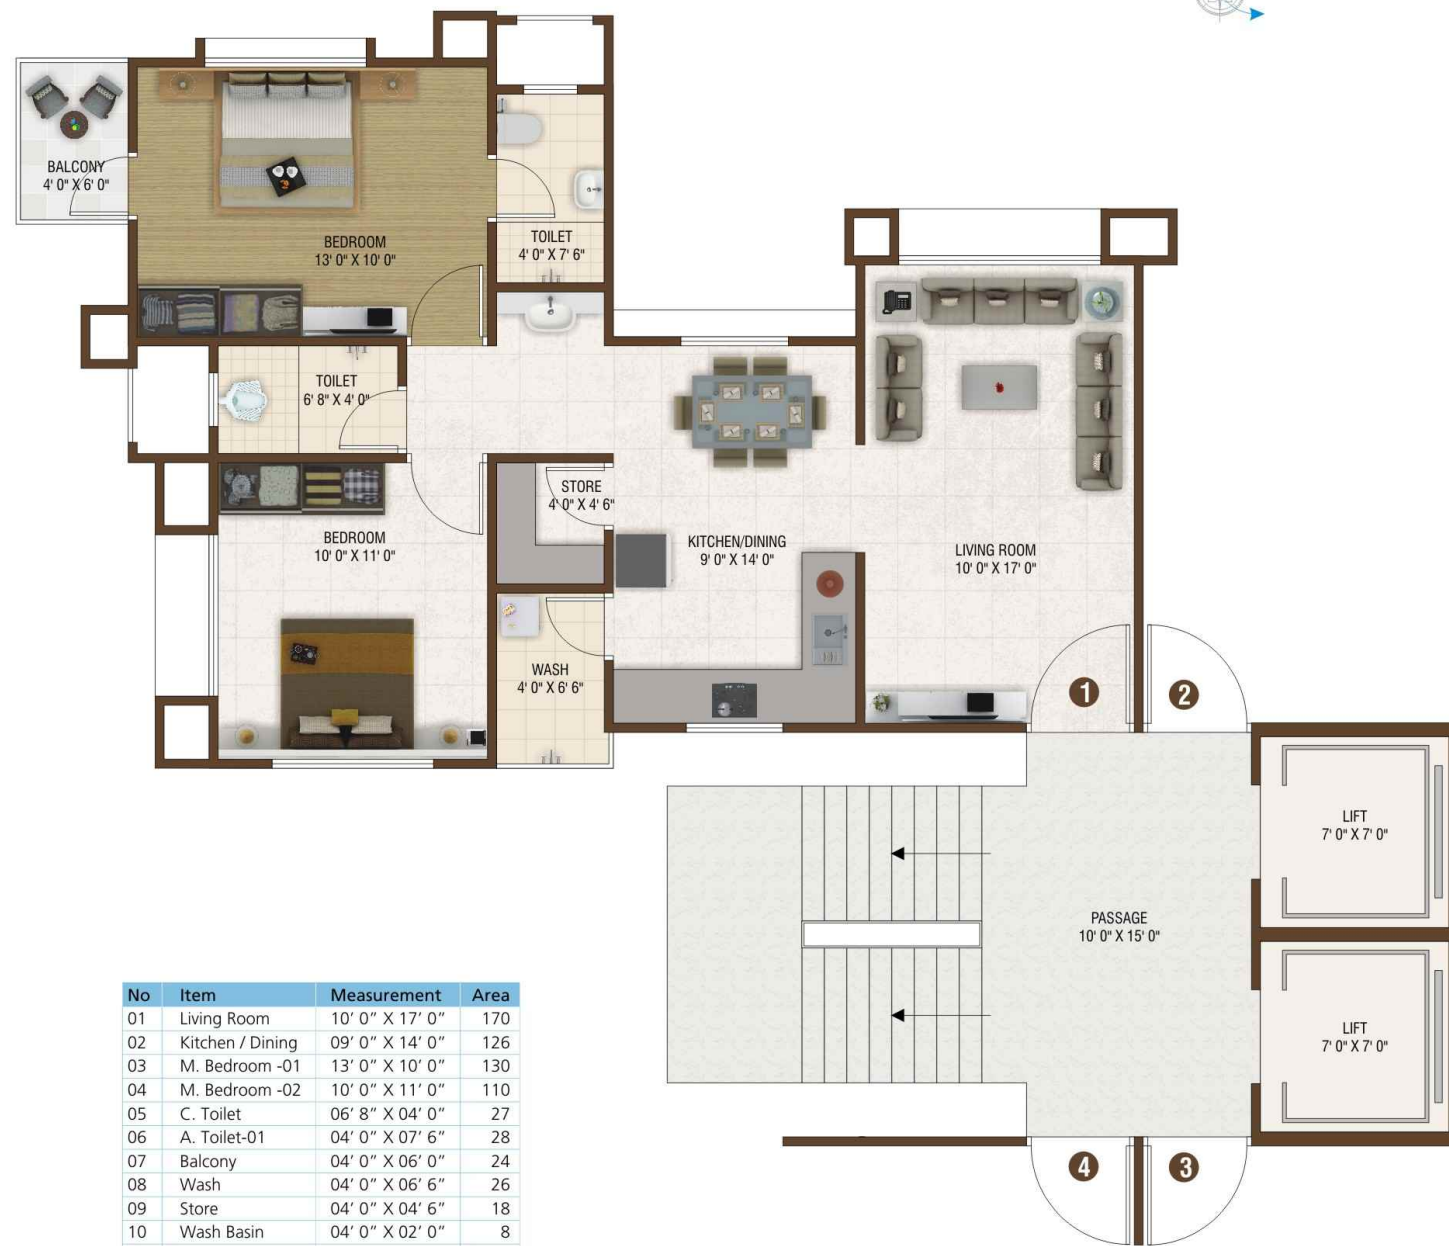 BALCONY
4' 0" X 6' 0"
BEDROOM
13' 0" X 10' 0"
TOILET
4' 0" X 7' 6"
TOILET
6' 8" X 4' 0"
BEDROOM
10' 0" X 11' 0"
STORE
4' 0" X 4' 6"
KITCHEN/DINING
9' 0" X 14' 0"
LIVING ROOM
10' 0" X 17' 0"
WASH
4' 0" X 6' 6"
1
2
LIFT
7' 0" X 7' 0"
PASSAGE
10' 0" X 15' 0"
LIFT
7' 0" X 7' 0"
4
3
No Item Measurement Area
01 Living Room 10' 0" X 17' 0" 170
02 Kitchen / Dining 09' 0" X 14' 0" 126
03 M. Bedroom -01 13' 0" X 10' 0" 130
04 M. Bedroom -02 10' 0" X 11' 0" 110
05 C. Toilet 06' 8" X 04' 0" 27
06 A. Toilet-01 04' 0" X 07' 6" 28
07 Balcony 04' 0" X 06' 0" 24
08 Wash 04' 0" X 06' 6" 26
09 Store 04' 0" X 04' 6" 18
10 Wash Basin 04' 0" X 02' 0" 8